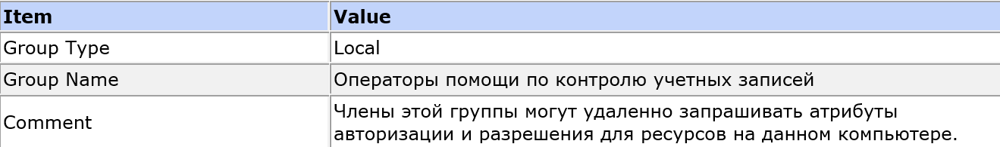 Item Value
Group Type Local
Group Name Операторы помощи по контролю учетных записей
Comment Члены этой группы могут удаленно запрашивать атрибуты
авторизации и разрешения для ресурсов на данном компьютере.